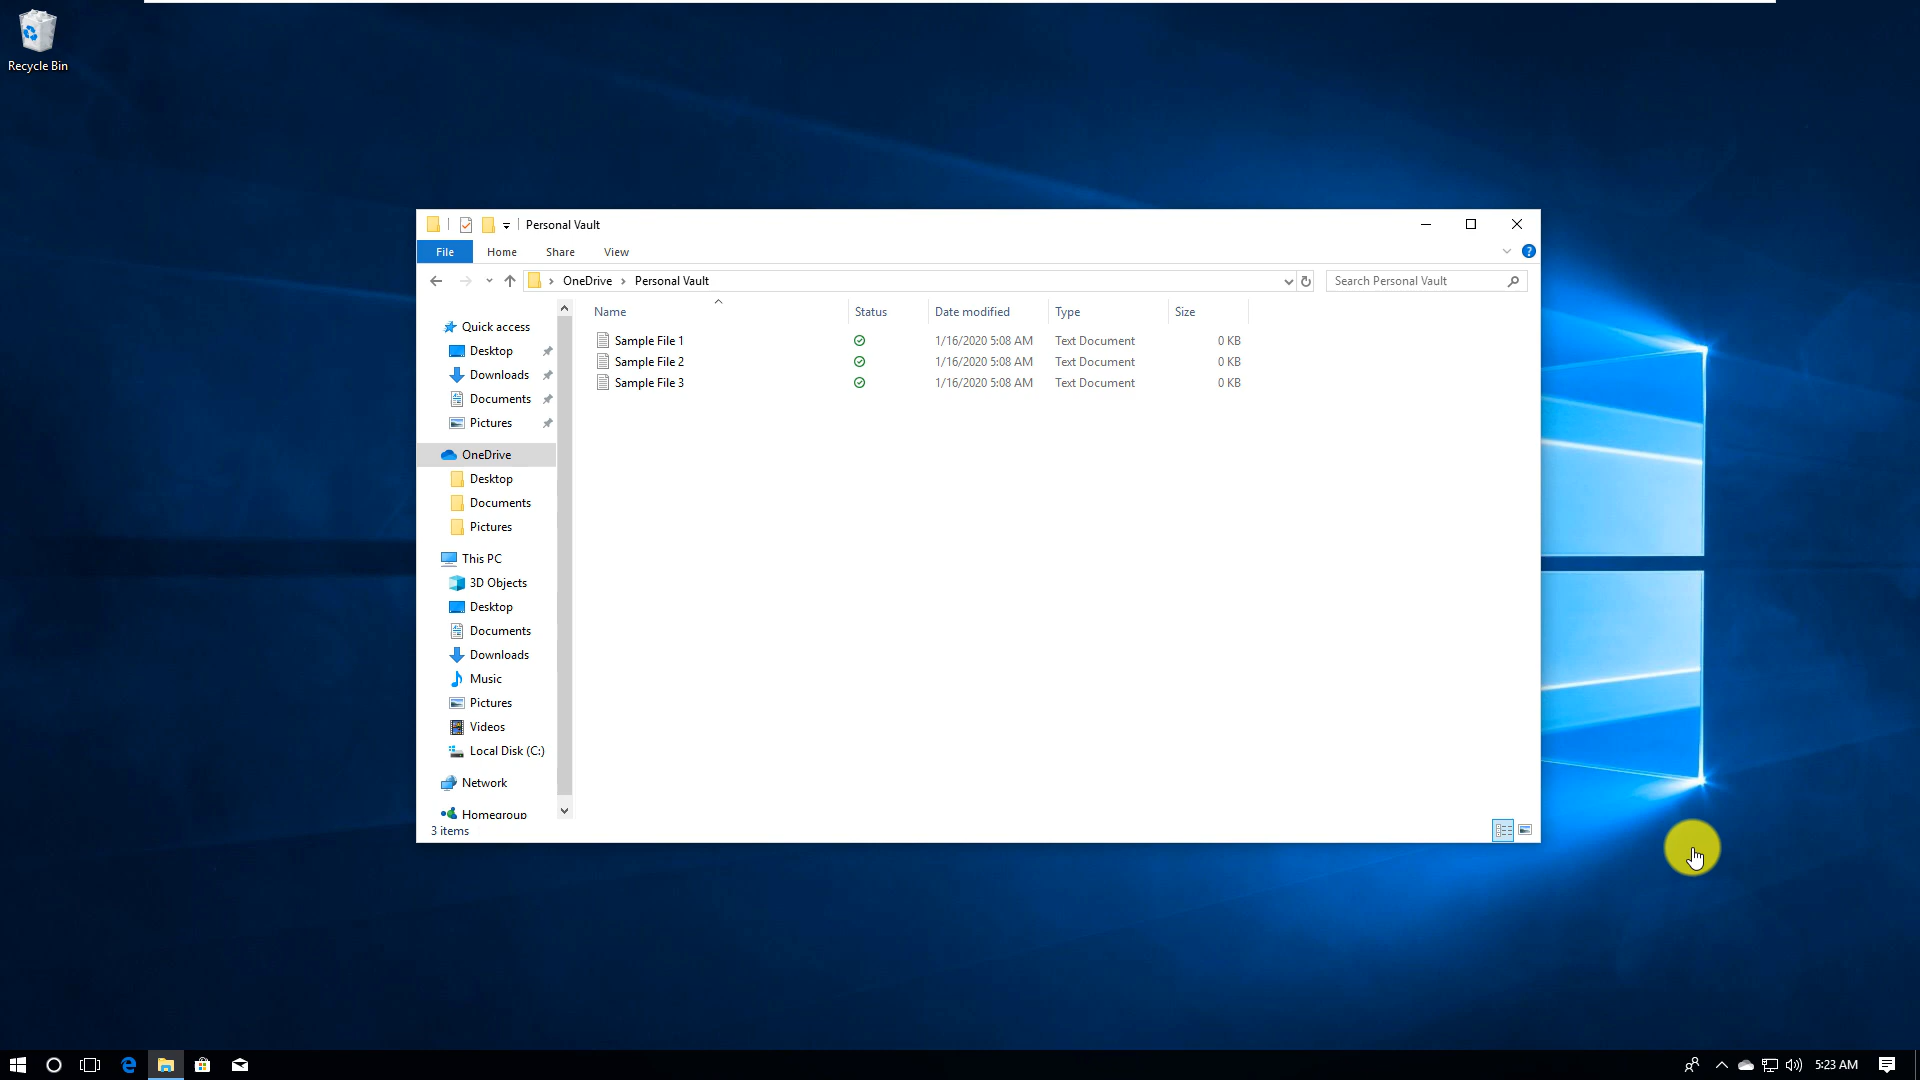 Recycle Bin
Personal Vault
File Home Share View
OneDrive Personal Vault
Search Personal Vault
Name Status Date modified Type Size
Sample File 1 1/16/2020 5:08 AM Text Document 0 KB
Sample File 2 1/16/2020 5:08 AM Text Document 0 KB
Sample File 3 1/16/2020 5:08 AM Text Document 0 KB
Quick access
Desktop
Downloads
Documents
Pictures
OneDrive
Desktop
Documents
Pictures
This PC
3D Objects
Desktop
Documents
Downloads
Music
Pictures
Videos
Local Disk (C:)
Network
Homegroup
3 items
5:23 AM